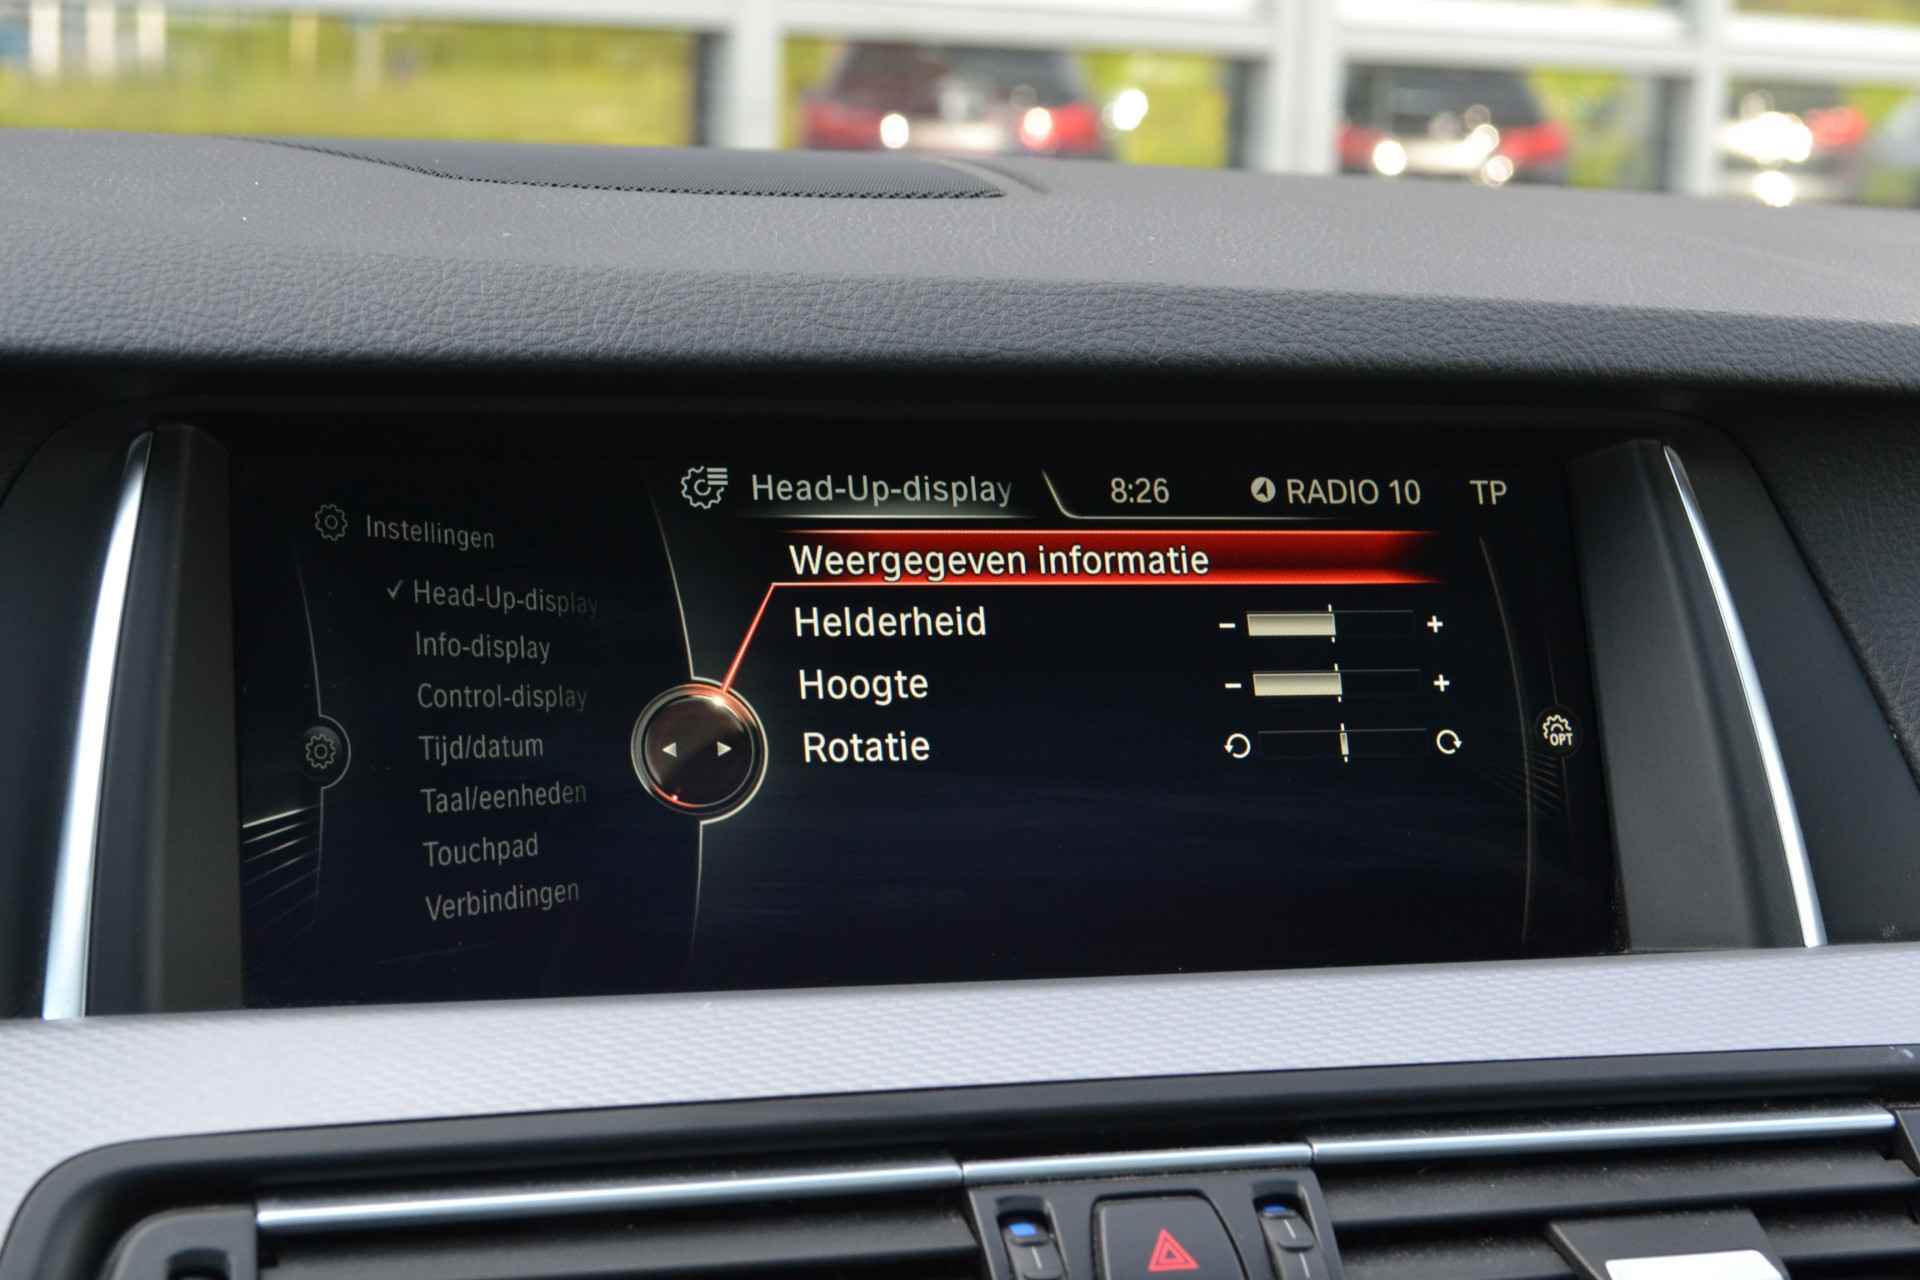 Head-Up-display
8:26
RADIO 10
TP
Instellingen
✓ Head-Up-display
Info-display
Control-display
Tijd/datum
Taal/eenheden
Touchpad
Verbindingen
Weergegeven informatie
Helderheid - +
Hoogte - +
Rotatie
OPT